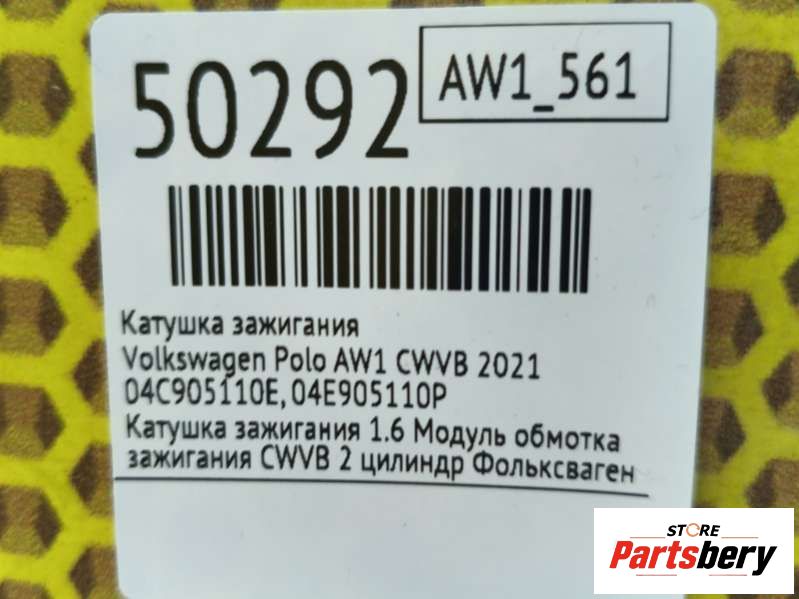 50292
AW1_561
Катушка зажигания
Volkswagen Polo AW1 CWVB 2021
04C905110E, 04E905110P
Катушка зажигания 1.6 Модуль обмотка
зажигания CWVB 2 цилиндр Фольксваген
STORE
Partsbery